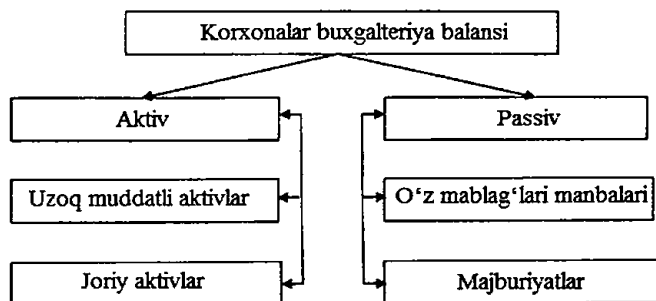 Korxonalar buxgalteriya balansi
Aktiv
Passiv
Uzoq muddatli aktivlar
O‘z mablag‘lari manbalari
Joriy aktivlar
Majburiyatlar